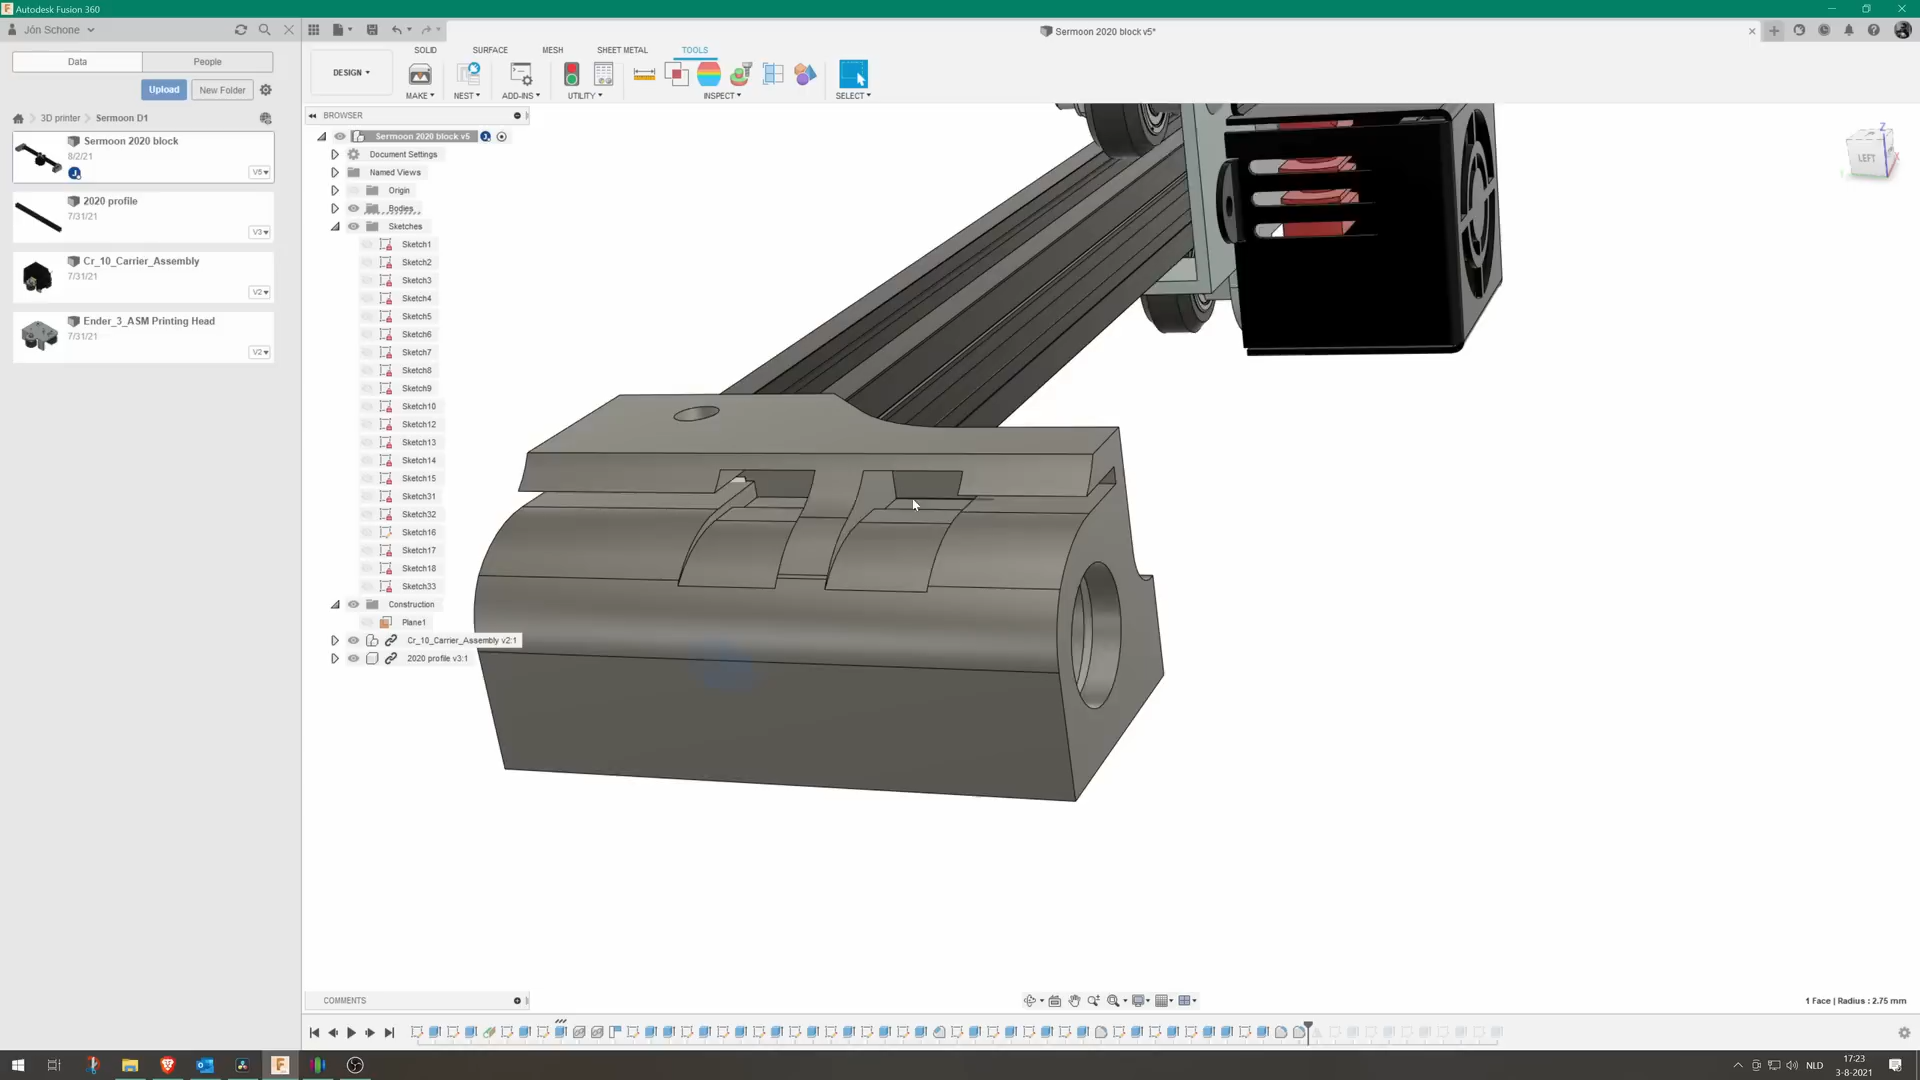 Autodesk Fusion 360
Jón Schone
Sermoon 2020 block v5*
Data
People
Upload
New Folder
3D printer
Sermoon D1
Sermoon 2020 block
8/2/21
V5
2020 profile
7/31/21
V3
Cr_10_Carrier_Assembly
7/31/21
V2
Ender_3_ASM Printing Head
7/31/21
V2
SOLID
SURFACE
MESH
SHEET METAL
TOOLS
DESIGN
MAKE
NEST
ADD-INS
UTILITY
INSPECT
SELECT
BROWSER
Sermoon 2020 block v5
Document Settings
Named Views
Origin
Bodies
Sketches
Sketch1
Sketch2
Sketch3
Sketch4
Sketch5
Sketch6
Sketch7
Sketch8
Sketch9
Sketch10
Sketch12
Sketch13
Sketch14
Sketch15
Sketch31
Sketch32
Sketch16
Sketch17
Sketch18
Sketch33
Construction
Plane1
Cr_10_Carrier_Assembly v2:1
2020 profile v3:1
Z
LEFT
COMMENTS
1 Face | Radius : 2.75 mm
NLD
17:23
3-8-2021